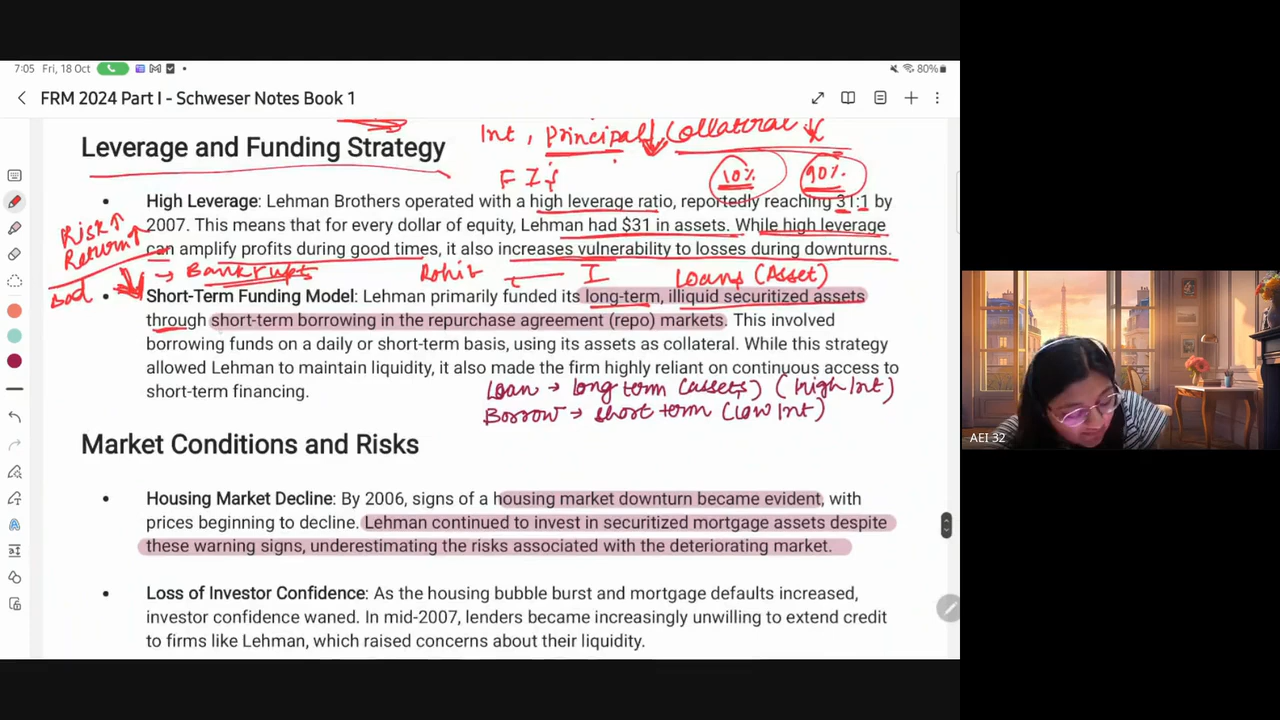 7:05 Fri, 18 Oct
80%
FRM 2024 Part I - Schweser Notes Book 1
Int, Principal Collateral
Leverage and Funding Strategy
FIs
10% 90%
• High Leverage: Lehman Brothers operated with a high leverage ratio, reportedly reaching 31:1 by
2007. This means that for every dollar of equity, Lehman had $31 in assets. While high leverage
can amplify profits during good times, it also increases vulnerability to losses during downturns.
Risk↑
Return↑
Bad
→ Bankrupts Rohit I Loans (Asset)
• Short-Term Funding Model: Lehman primarily funded its long-term, illiquid securitized assets
through short-term borrowing in the repurchase agreement (repo) markets. This involved
borrowing funds on a daily or short-term basis, using its assets as collateral. While this strategy
allowed Lehman to maintain liquidity, it also made the firm highly reliant on continuous access to
short-term financing.
Loan → long term (assets) (high Int)
Borrow → short term (low Int)
Market Conditions and Risks
• Housing Market Decline: By 2006, signs of a housing market downturn became evident, with
prices beginning to decline. Lehman continued to invest in securitized mortgage assets despite
these warning signs, underestimating the risks associated with the deteriorating market.
• Loss of Investor Confidence: As the housing bubble burst and mortgage defaults increased,
investor confidence waned. In mid-2007, lenders became increasingly unwilling to extend credit
to firms like Lehman, which raised concerns about their liquidity.
AEI 32